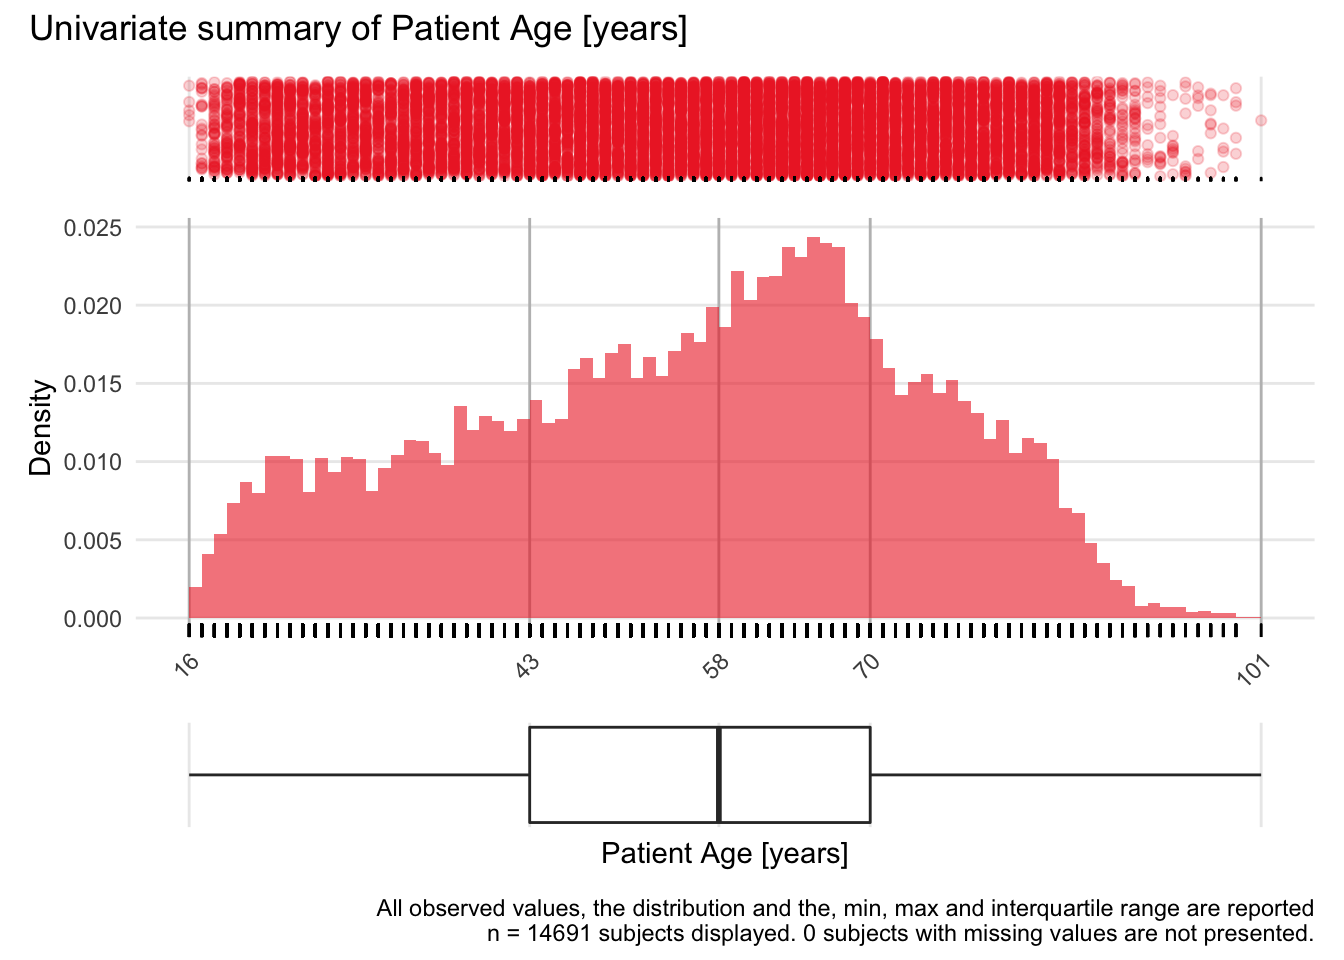 Univariate summary of Patient Age [years]
0.025
0.020
0.015
0.010
0.005
0.000
Density
16 43 58 70 101
Patient Age [years]
All observed values, the distribution and the, min, max and interquartile range are reported
n = 14691 subjects displayed. 0 subjects with missing values are not presented.